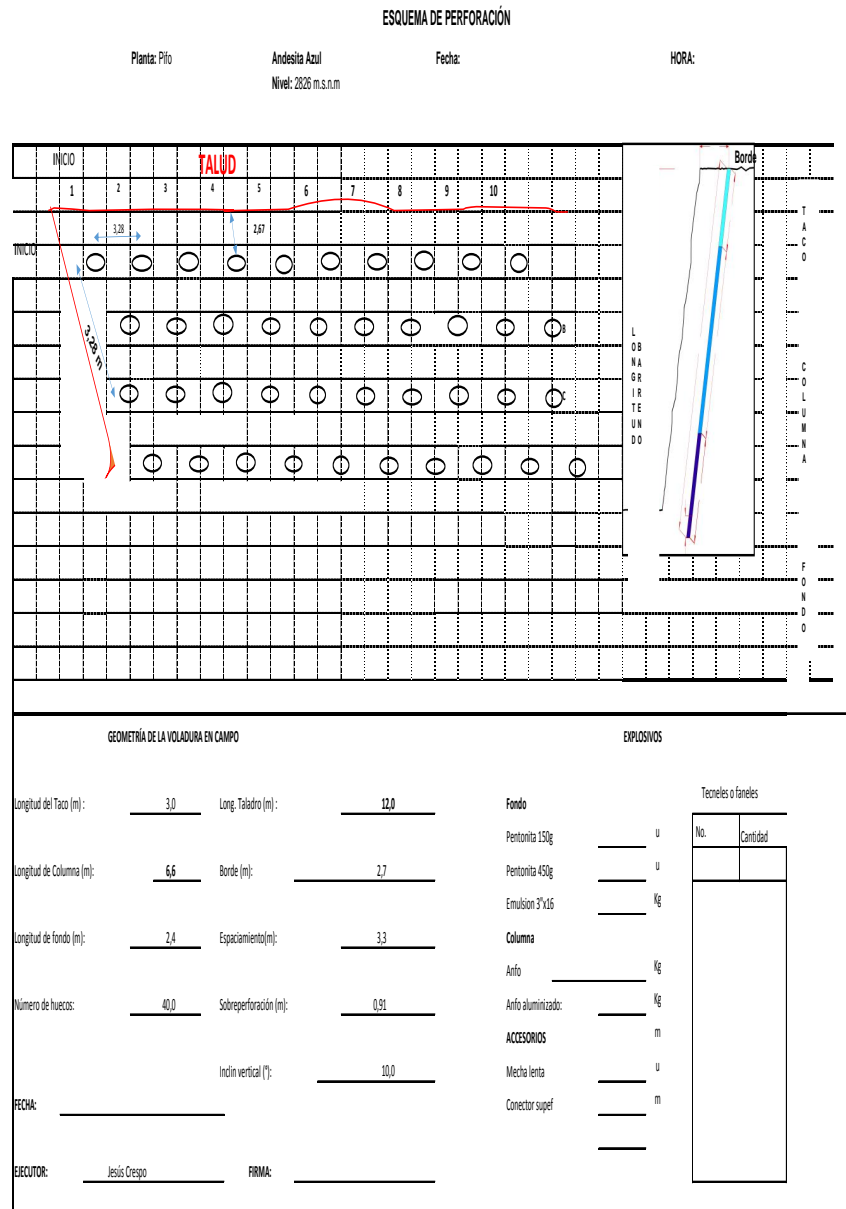 ESQUEMA DE PERFORACIÓN
Planta: Pifo Andesita Azul Fecha: HORA:
Nivel: 2826 m.s.n.m
INICIO TALUD Borde
1 2 3 4 5 6 7 8 9 10
3,28 2,67
INICIO
3,28 m
B
C
TACO
LONGITUD
BARRENO
COLUMNA
FONDO
GEOMETRÍA DE LA VOLADURA EN CAMPO EXPLOSIVOS
Longitud del Taco (m) : 3,0 Long. Taladro (m) : 12,0 Fondo Tecneles o faneles
Pentonita 150g u No. Cantidad
Longitud de Columna (m): 6,6 Borde (m): 2,7 Pentonita 450g u
Emulsion 3"x16 Kg
Longitud de fondo (m): 2,4 Espaciamiento(m): 3,3 Columna
Anfo Kg
Número de huecos: 40,0 Sobreperforación (m): 0,91 Anfo aluminizado: Kg
ACCESORIOS m
Inclin vertical (°): 10,0 Mecha lenta u
FECHA: Conector supef m
EJECUTOR: Jesús Crespo FIRMA: